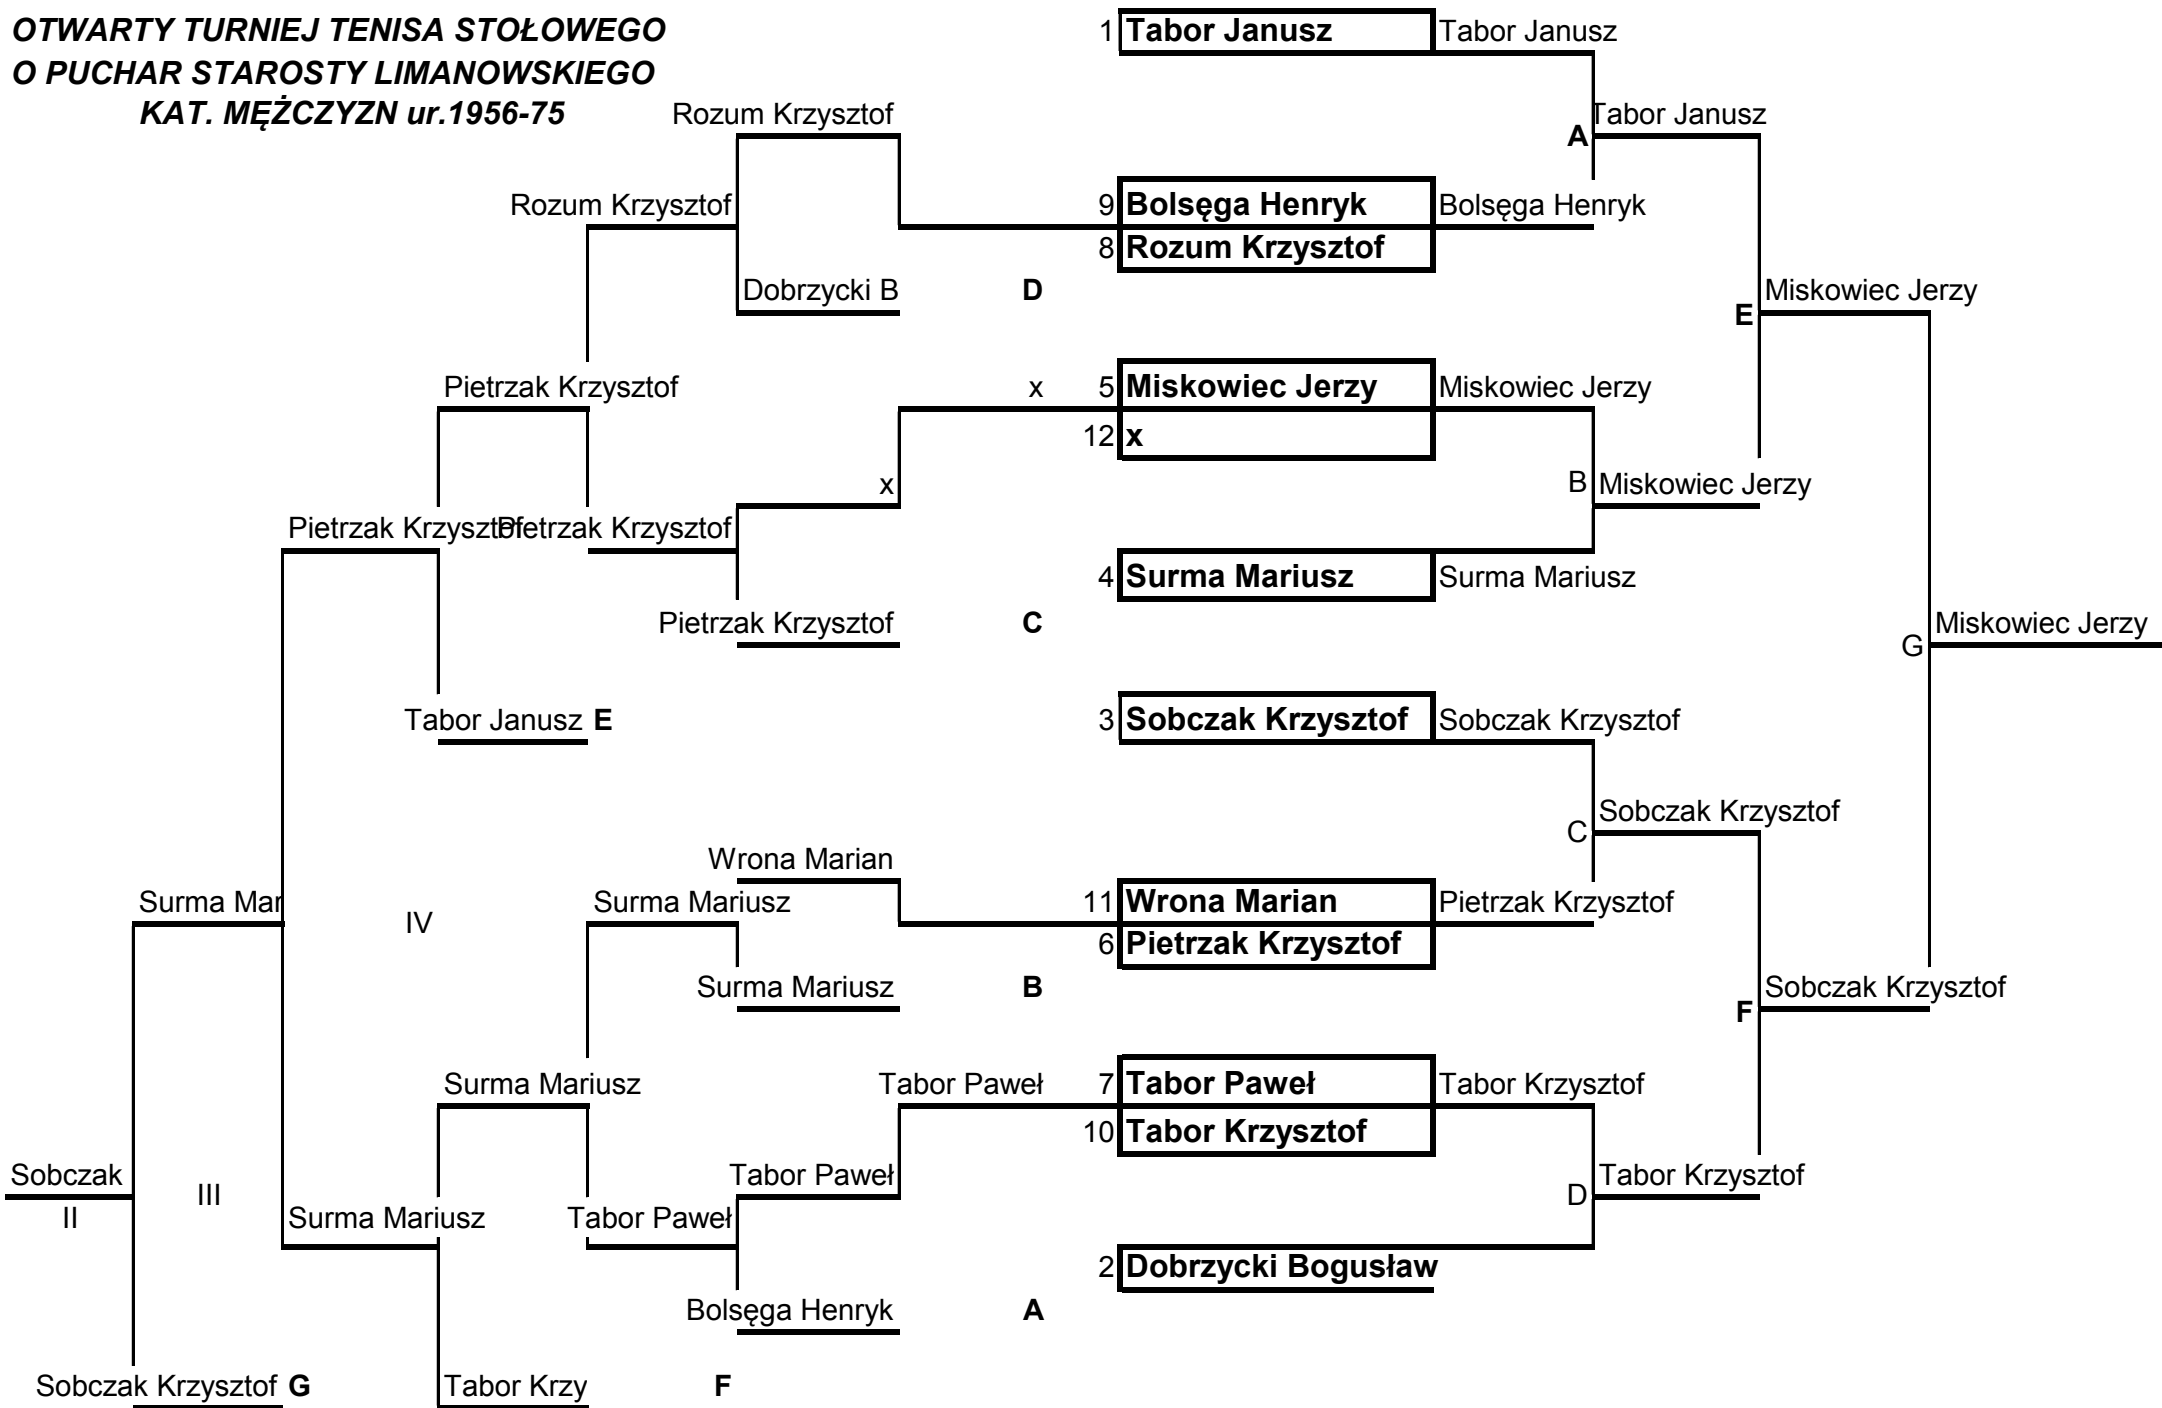 OTWARTY TURNIEJ TENISA STOŁOWEGO
O PUCHAR STAROSTY LIMANOWSKIEGO
KAT. MĘŻCZYZN ur.1956-75
1 Tabor Janusz Tabor Janusz
Rozum Krzysztof
A Tabor Janusz
Rozum Krzysztof 9 Bolsęga Henryk Bolsęga Henryk
8 Rozum Krzysztof
Dobrzycki B D E Miskowiec Jerzy
Pietrzak Krzysztof x 5 Miskowiec Jerzy Miskowiec Jerzy
12 x
x B Miskowiec Jerzy
Pietrzak Krzysztof Pietrzak Krzysztof
4 Surma Mariusz Surma Mariusz
Pietrzak Krzysztof C G Miskowiec Jerzy
Tabor Janusz E 3 Sobczak Krzysztof Sobczak Krzysztof
C Sobczak Krzysztof
Wrona Marian
Surma Mar IV Surma Mariusz 11 Wrona Marian Pietrzak Krzysztof
6 Pietrzak Krzysztof
Surma Mariusz B F Sobczak Krzysztof
Surma Mariusz Tabor Paweł 7 Tabor Paweł Tabor Krzysztof
10 Tabor Krzysztof
Sobczak III Tabor Paweł D Tabor Krzysztof
II Surma Mariusz Tabor Paweł
2 Dobrzycki Bogusław
Bolsęga Henryk A
Sobczak Krzysztof G Tabor Krzy F